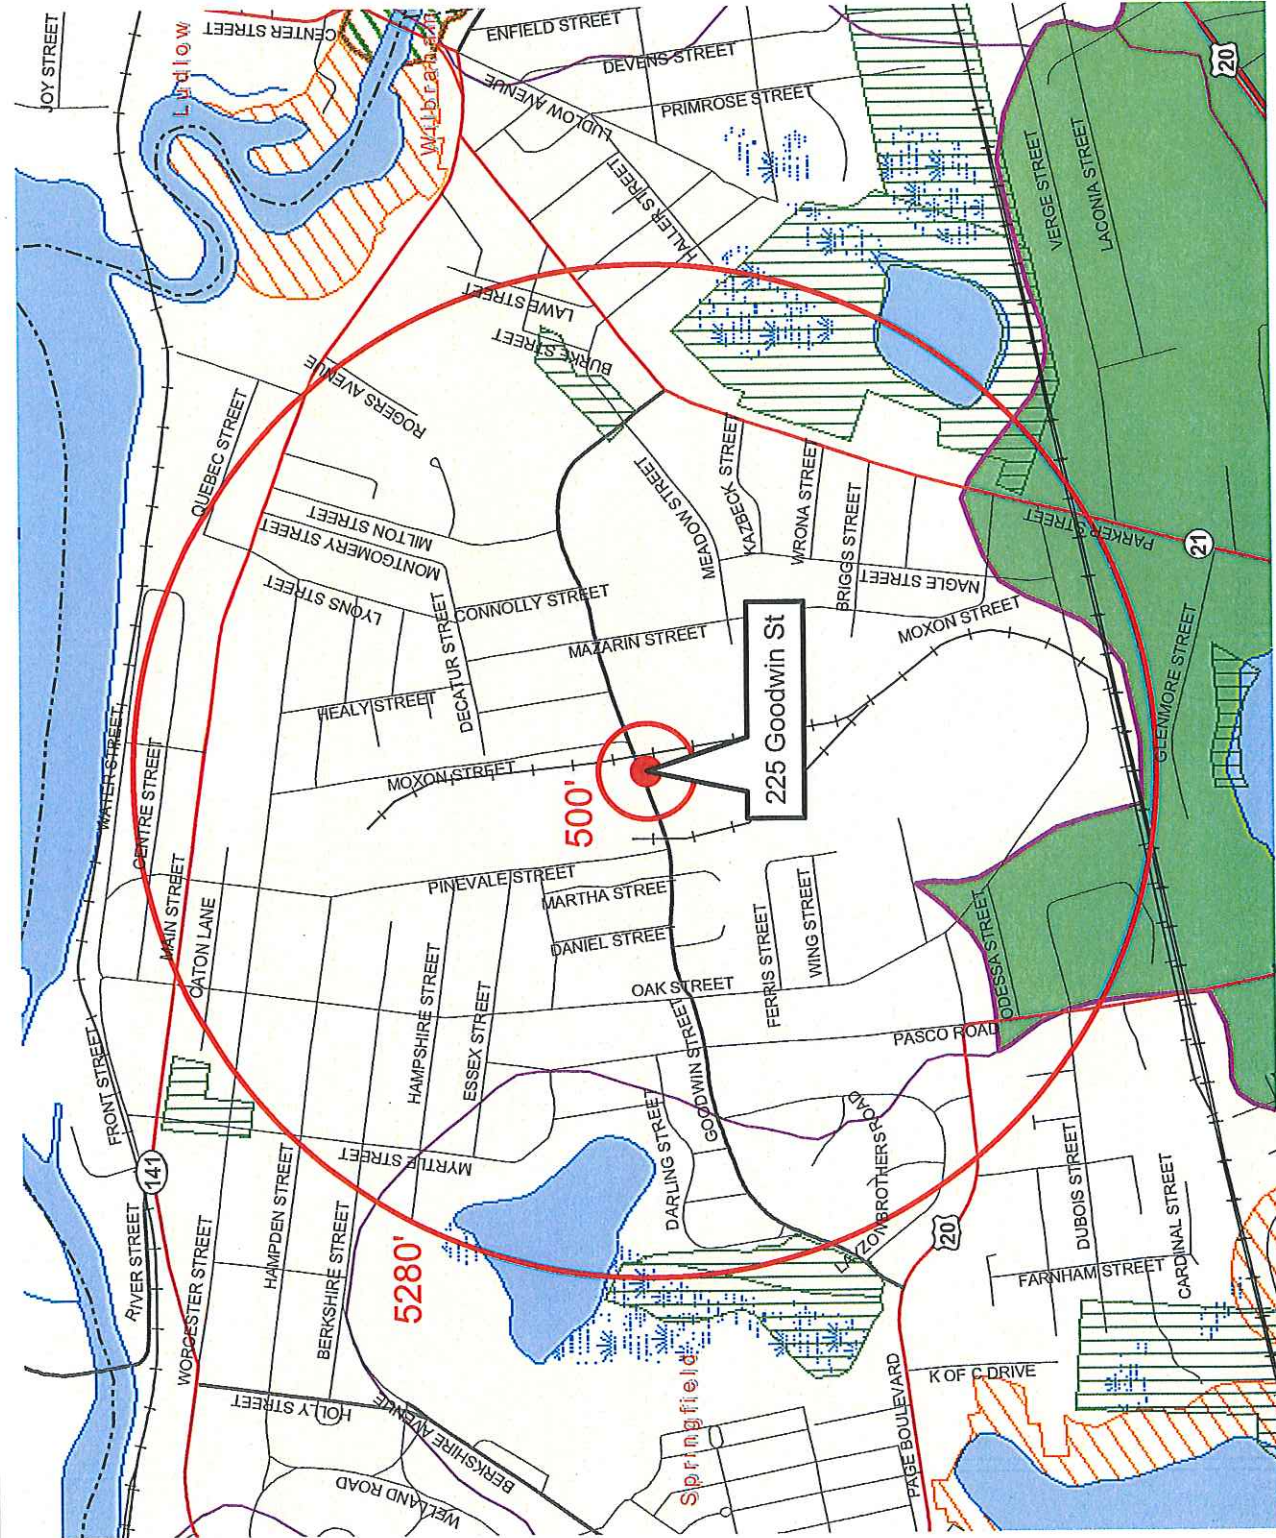 JOY STREET
CENTER STREET
Ludlow
Wilbraham
ENFIELD STREET
DEVENS STREET
PRIMROSE STREET
LUDLOW AVENUE
HALLER STREET
20
VERGE STREET
LACONIA STREET
LAWE STREET
BURKE STREET
ROGERS AVENUE
QUEBEC STREET
MILTON STREET
MONTGOMERY STREET
LYONS STREET
CONNOLLY STREET
DECATUR STREET
MAZARIN STREET
HEALY STREET
MOXON STREET
MEADOW STREET
KAZBECK STREET
WRONA STREET
BRIGGS STREET
NAGLE STREET
MOXON STREET
PARKER STREET
21
GLENMORE STREET
WATER STREET
CENTRE STREET
MAIN STREET
CATON LANE
500'
225 Goodwin St
PINEVALE STREET
MARTHA STREET
DANIEL STREET
OAK STREET
FERRIS STREET
WING STREET
ODESSA STREET
PASCO ROAD
HAMPSHIRE STREET
ESSEX STREET
GOODWIN STREET
DARLING STREET
FRONT STREET
MYRTLE STREET
141
RIVER STREET
WORCESTER STREET
HAMPDEN STREET
BERKSHIRE STREET
5280'
20
DUBOIS STREET
CARDINAL STREET
FARNHAM STREET
K OF C DRIVE
PAGE BOULEVARD
Springfield
HOLLY STREET
BERKSHIRE AVENUE
WELLAND ROAD